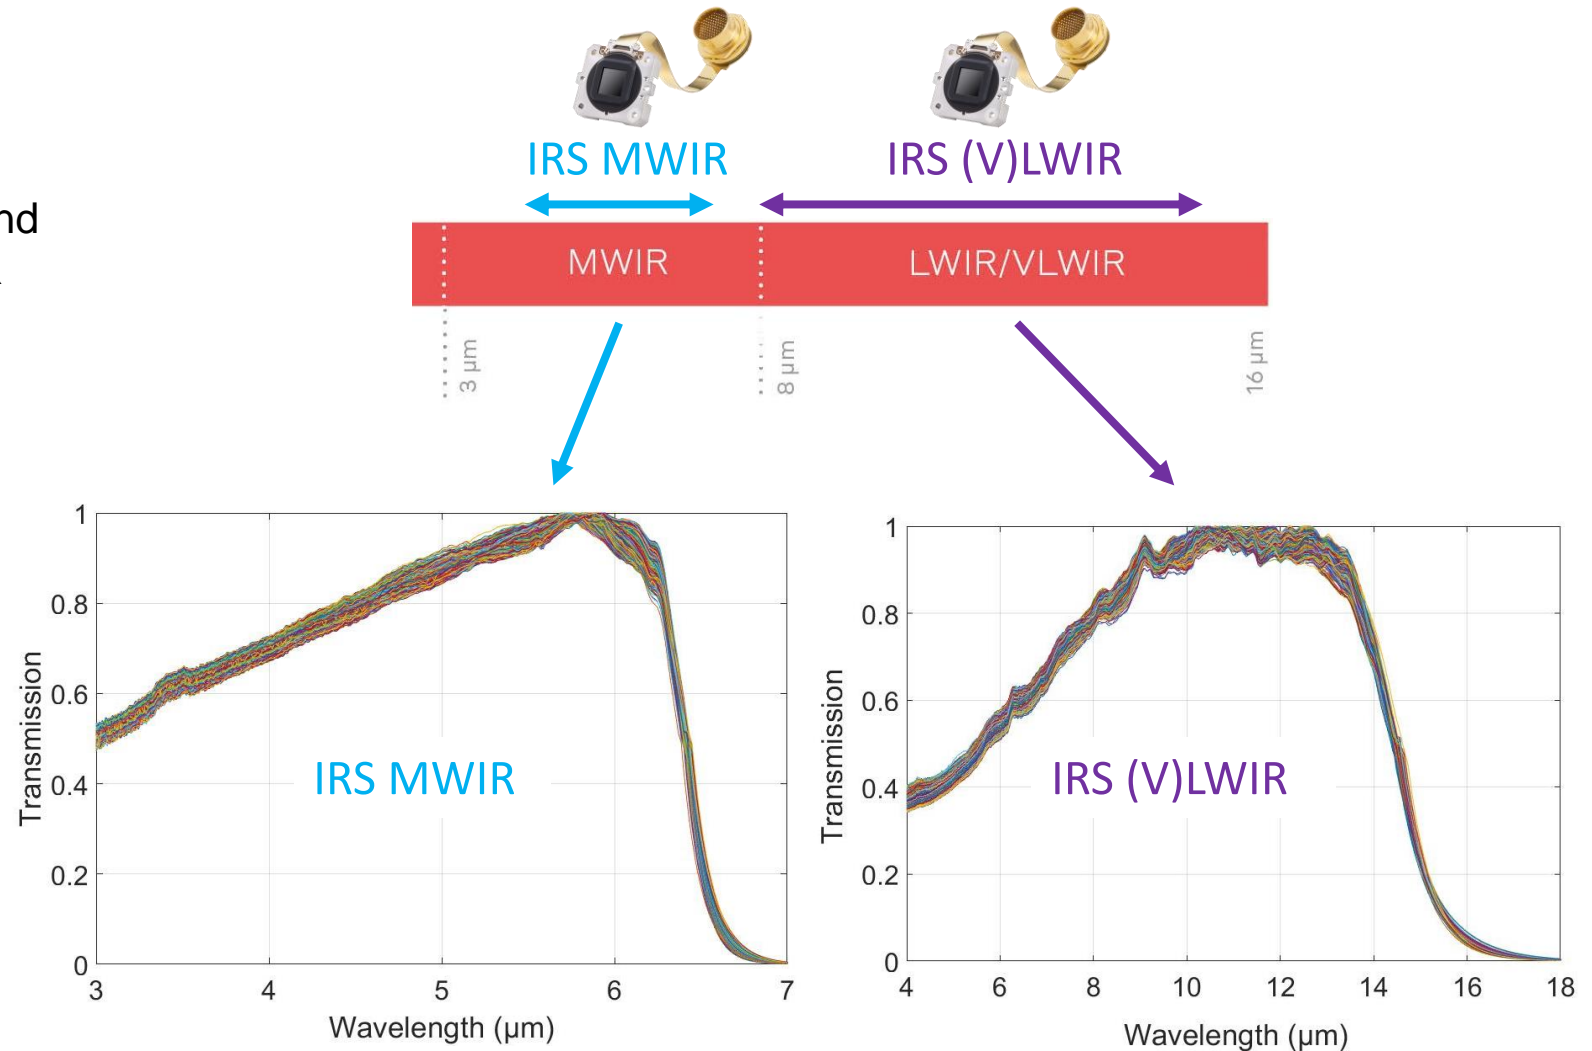 IRS MWIR
IRS (V)LWIR
nd
MWIR
LWIR/VLWIR
3 µm
8 µm
16 µm
1
0.8
0.6
0.4
0.2
0
Transmission
IRS MWIR
3
4
5
6
7
Wavelength (µm)
1
0.8
0.6
0.4
0.2
0
Transmission
IRS (V)LWIR
4
6
8
10
12
14
16
18
Wavelength (µm)